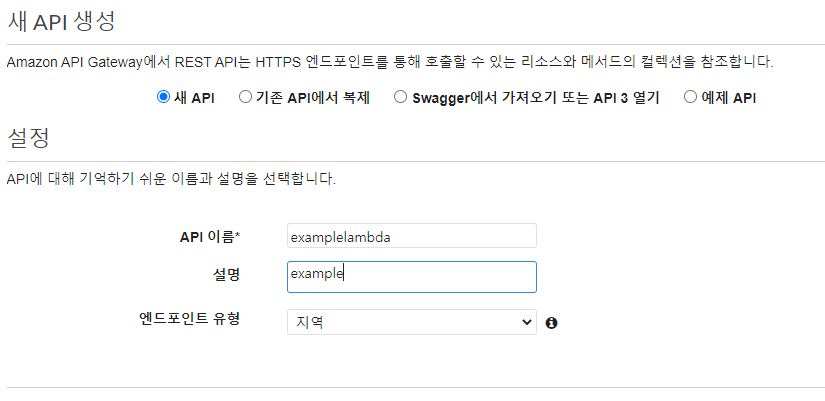 새 API 생성
Amazon API Gateway에서 REST API는 HTTPS 엔드포인트를 통해 호출할 수 있는 리소스와 메서드의 컬렉션을 참조합니다.
새 API 기존 API에서 복제 Swagger에서 가져오기 또는 API 3 열기 예제 API
설정
API에 대해 기억하기 쉬운 이름과 설명을 선택합니다.
API 이름* examplelambda
설명 example
엔드포인트 유형 지역